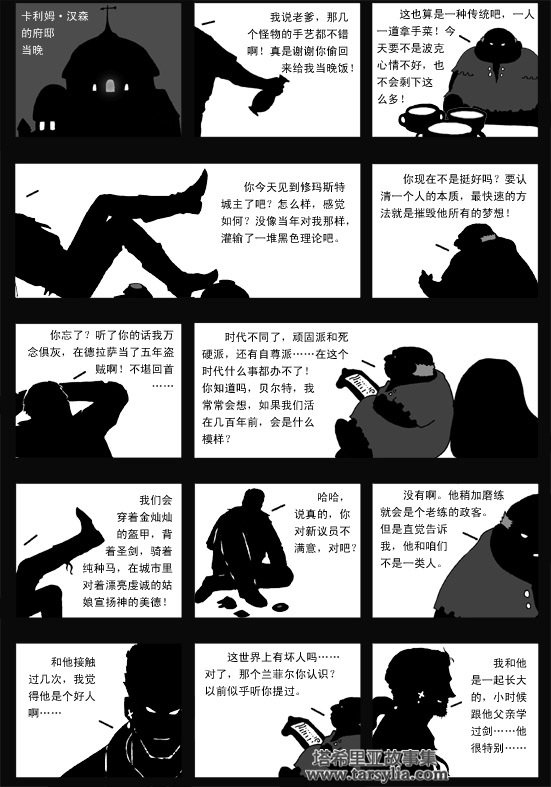 卡利姆·汉森
的府邸
当晚
我说老爹，那几
个怪物的手艺都不错
啊！真是谢谢你偷回
来给我当晚饭！
这也算是一种传统吧，一人
一道拿手菜！今
天要不是波克
心情不好，也
不会剩下这
么多！
你今天见到修玛斯特
城主了吧？怎么样，感觉
如何？没像当年对我那样，
灌输了一堆黑色理论吧。
你现在不是挺好吗？要认
清一个人的本质，最快速的方
法就是摧毁他所有的梦想！
你忘了？听了你的话我万
念俱灰，在德拉萨当了五年盗
贼啊！不堪回首
……
时代不同了，顽固派和死
硬派，还有自尊派……在这个
时代什么事都办不了！
你知道吗，贝尔特，我
常常会想，如果我们活
在几百年前，会是什么
模样？
我们会
穿着金灿灿
的盔甲，背
着圣剑，骑着
纯种马，在城市里
对着漂亮虔诚的姑
娘宣扬神的美德！
哈哈，
说真的，你
对新议员不
满意，对吧？
没有啊。他稍加磨练
就会是个老练的政客。
但是直觉告诉
我，他和咱们
不是一类人。
和他接触
过几次，我觉
得他是个好人
啊……
这世界上有坏人吗……
对了，那个兰菲尔你认识？
以前似乎听你提过。
我和他
是一起长大
的，小时候
跟他父亲学
过剑……他
很特别……
塔希里亚故事集
www.tarsylia.com